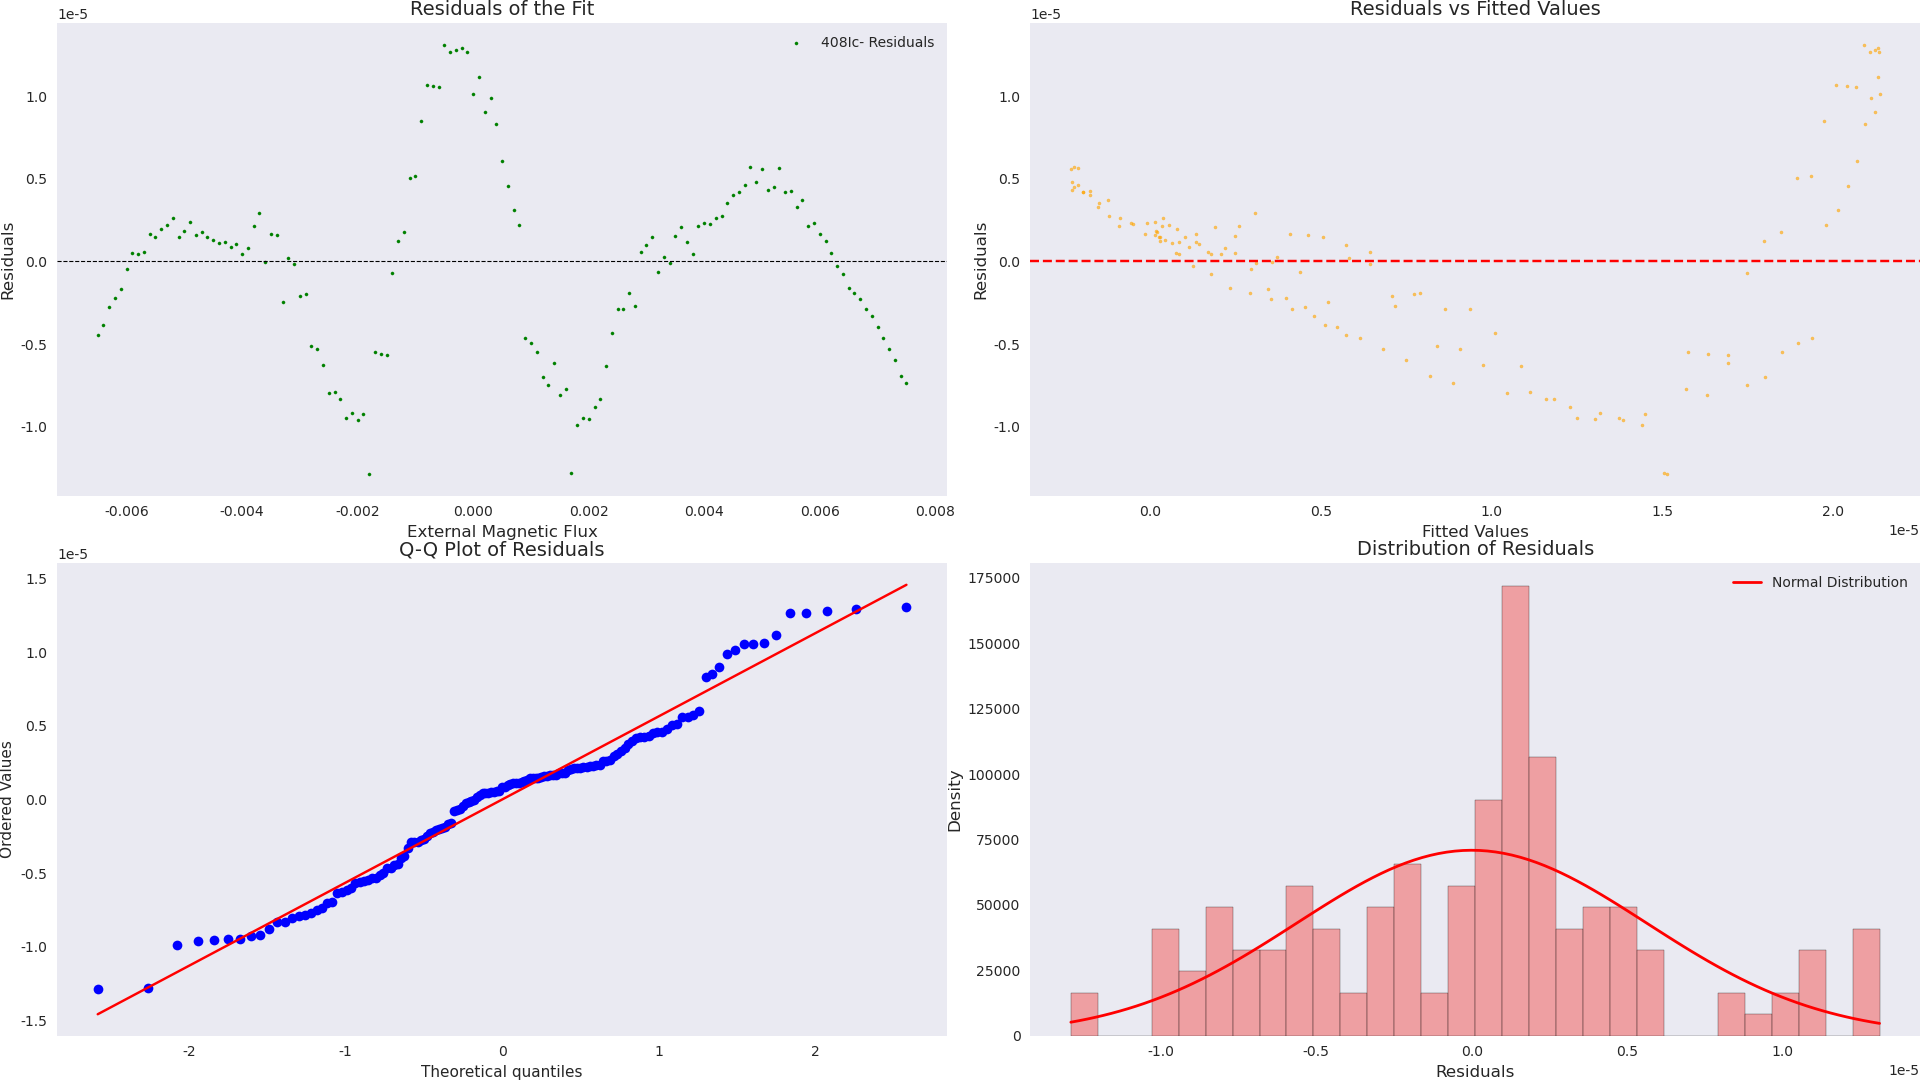 Residuals of the Fit
1e-5
408Ic- Residuals
1.0
0.5
0.0
-0.5
-1.0
Residuals
-0.006
-0.004
-0.002
0.000
0.002
0.004
0.006
0.008
External Magnetic Flux
Residuals vs Fitted Values
1e-5
1.0
0.5
0.0
-0.5
-1.0
Residuals
0.0
0.5
1.0
1.5
2.0
1e-5
Fitted Values
Q-Q Plot of Residuals
1e-5
1.5
1.0
0.5
0.0
-0.5
-1.0
-1.5
Ordered Values
-2
-1
0
1
2
Theoretical quantiles
Distribution of Residuals
Normal Distribution
175000
150000
125000
100000
75000
50000
25000
0
Density
-1.0
-0.5
0.0
0.5
1.0
1e-5
Residuals